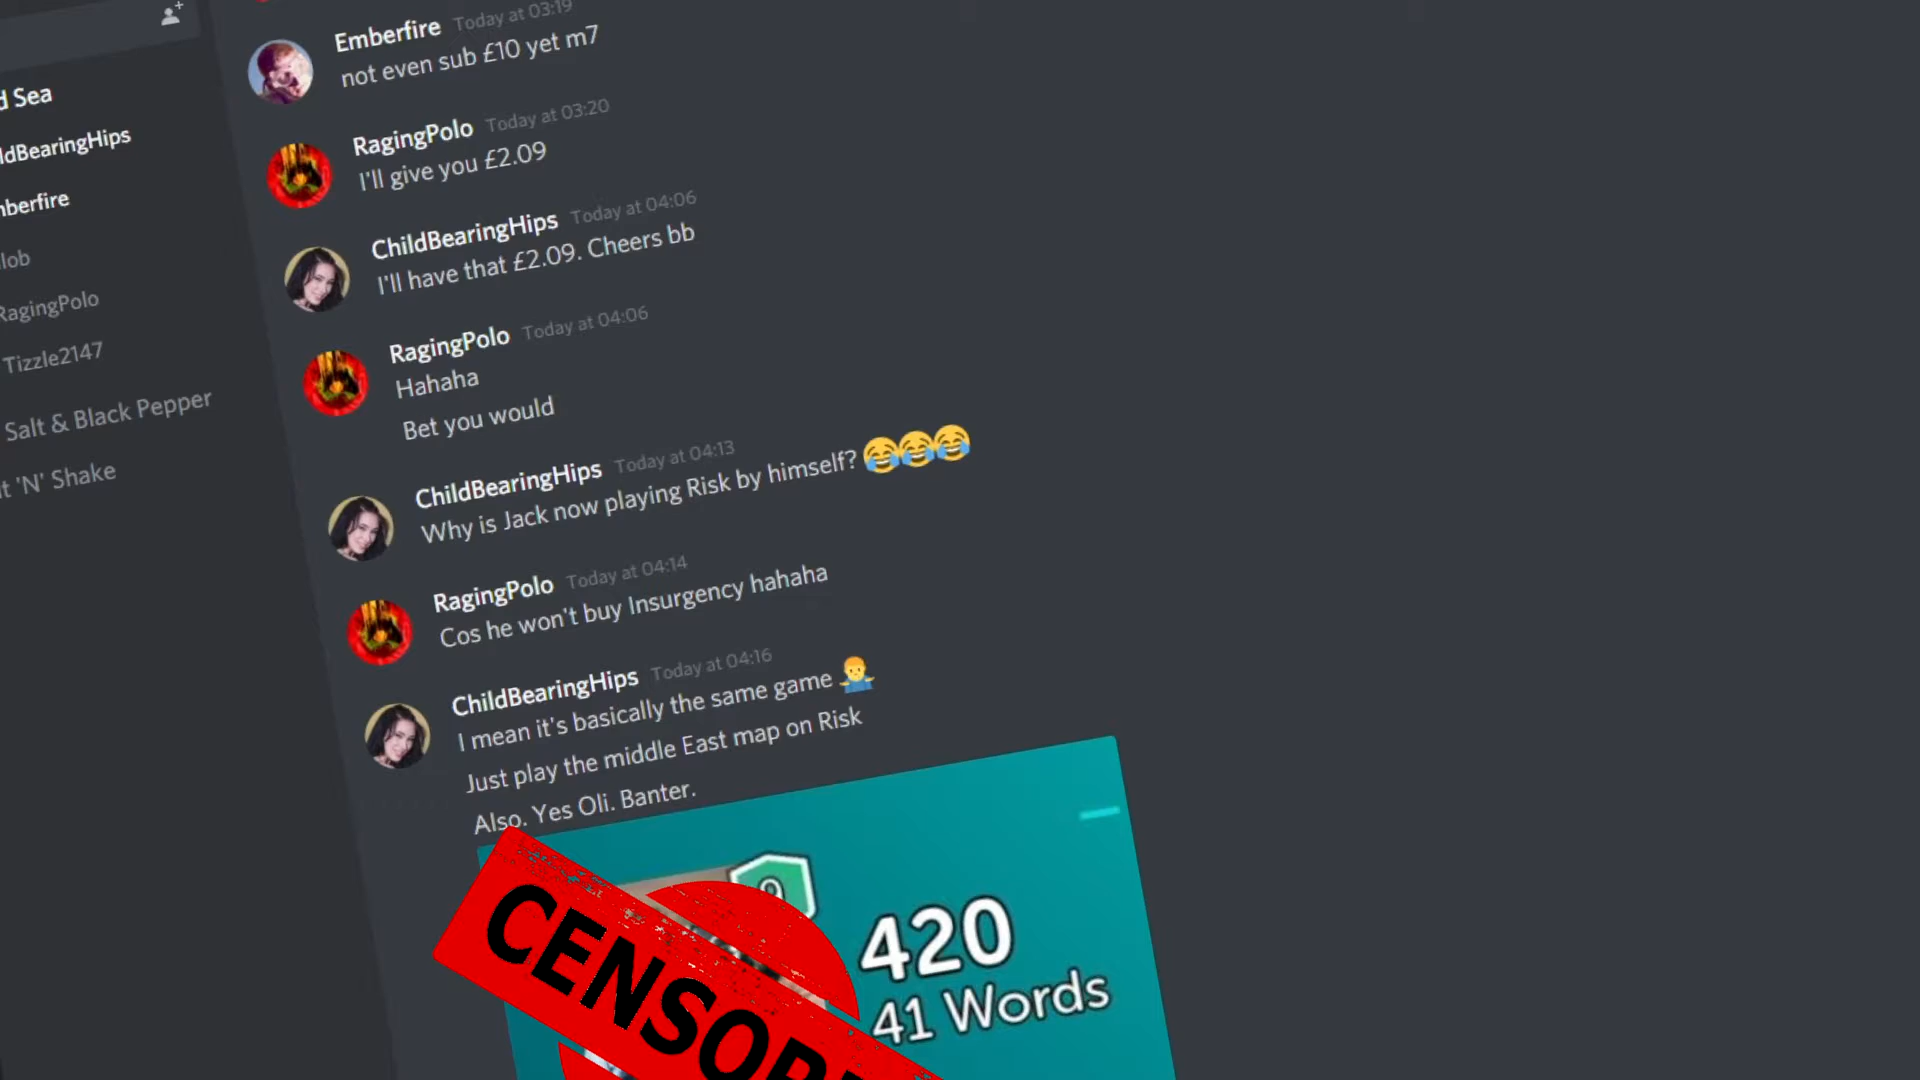 d Sea
ldBearingHips
mberfire
lob
RagingPolo
Tizzle2147
Salt & Black Pepper
t 'N' Shake
Emberfire Today at 03:19
not even sub £10 yet m7
RagingPolo Today at 03:20
I'll give you £2.09
ChildBearingHips Today at 04:06
I'll have that £2.09. Cheers bb
RagingPolo Today at 04:06
Hahaha
Bet you would
ChildBearingHips Today at 04:13
Why is Jack now playing Risk by himself? 😂😂😂
RagingPolo Today at 04:14
Cos he won't buy Insurgency hahaha
ChildBearingHips Today at 04:16
I mean it's basically the same game 🤷‍♂️
Just play the middle East map on Risk
Also. Yes Oli. Banter.
420
41 Words
CENSOR